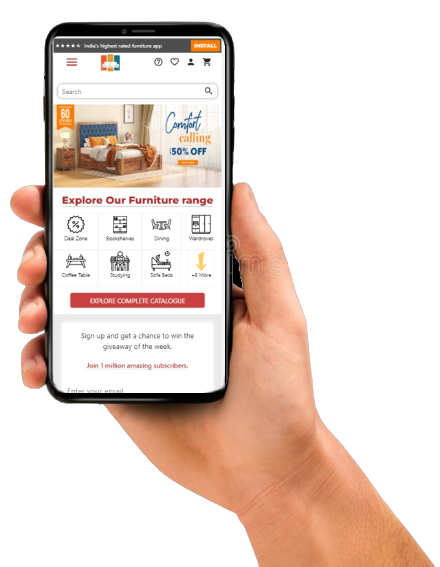 ★★★★★ India's highest rated furniture app INSTALL
Search
60
Comfort
calling
50% OFF
Explore Our Furniture range
Deal Zone Bookshelves Dining Wardroves
Coffee Table Studying Sofa Beds +8 More
EXPLORE COMPLETE CATALOGUE
Sign up and get a chance to win the
giveaway of the week.
Join 1 million amazing subscribers.
Enter your email